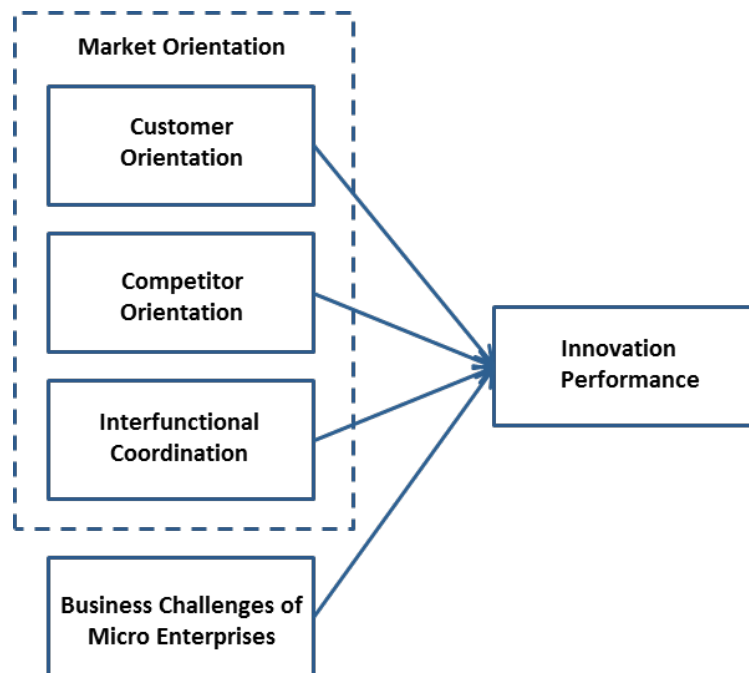 Market Orientation
Customer
Orientation
Competitor
Orientation
Interfunctional
Coordination
Business Challenges of
Micro Enterprises
Innovation
Performance